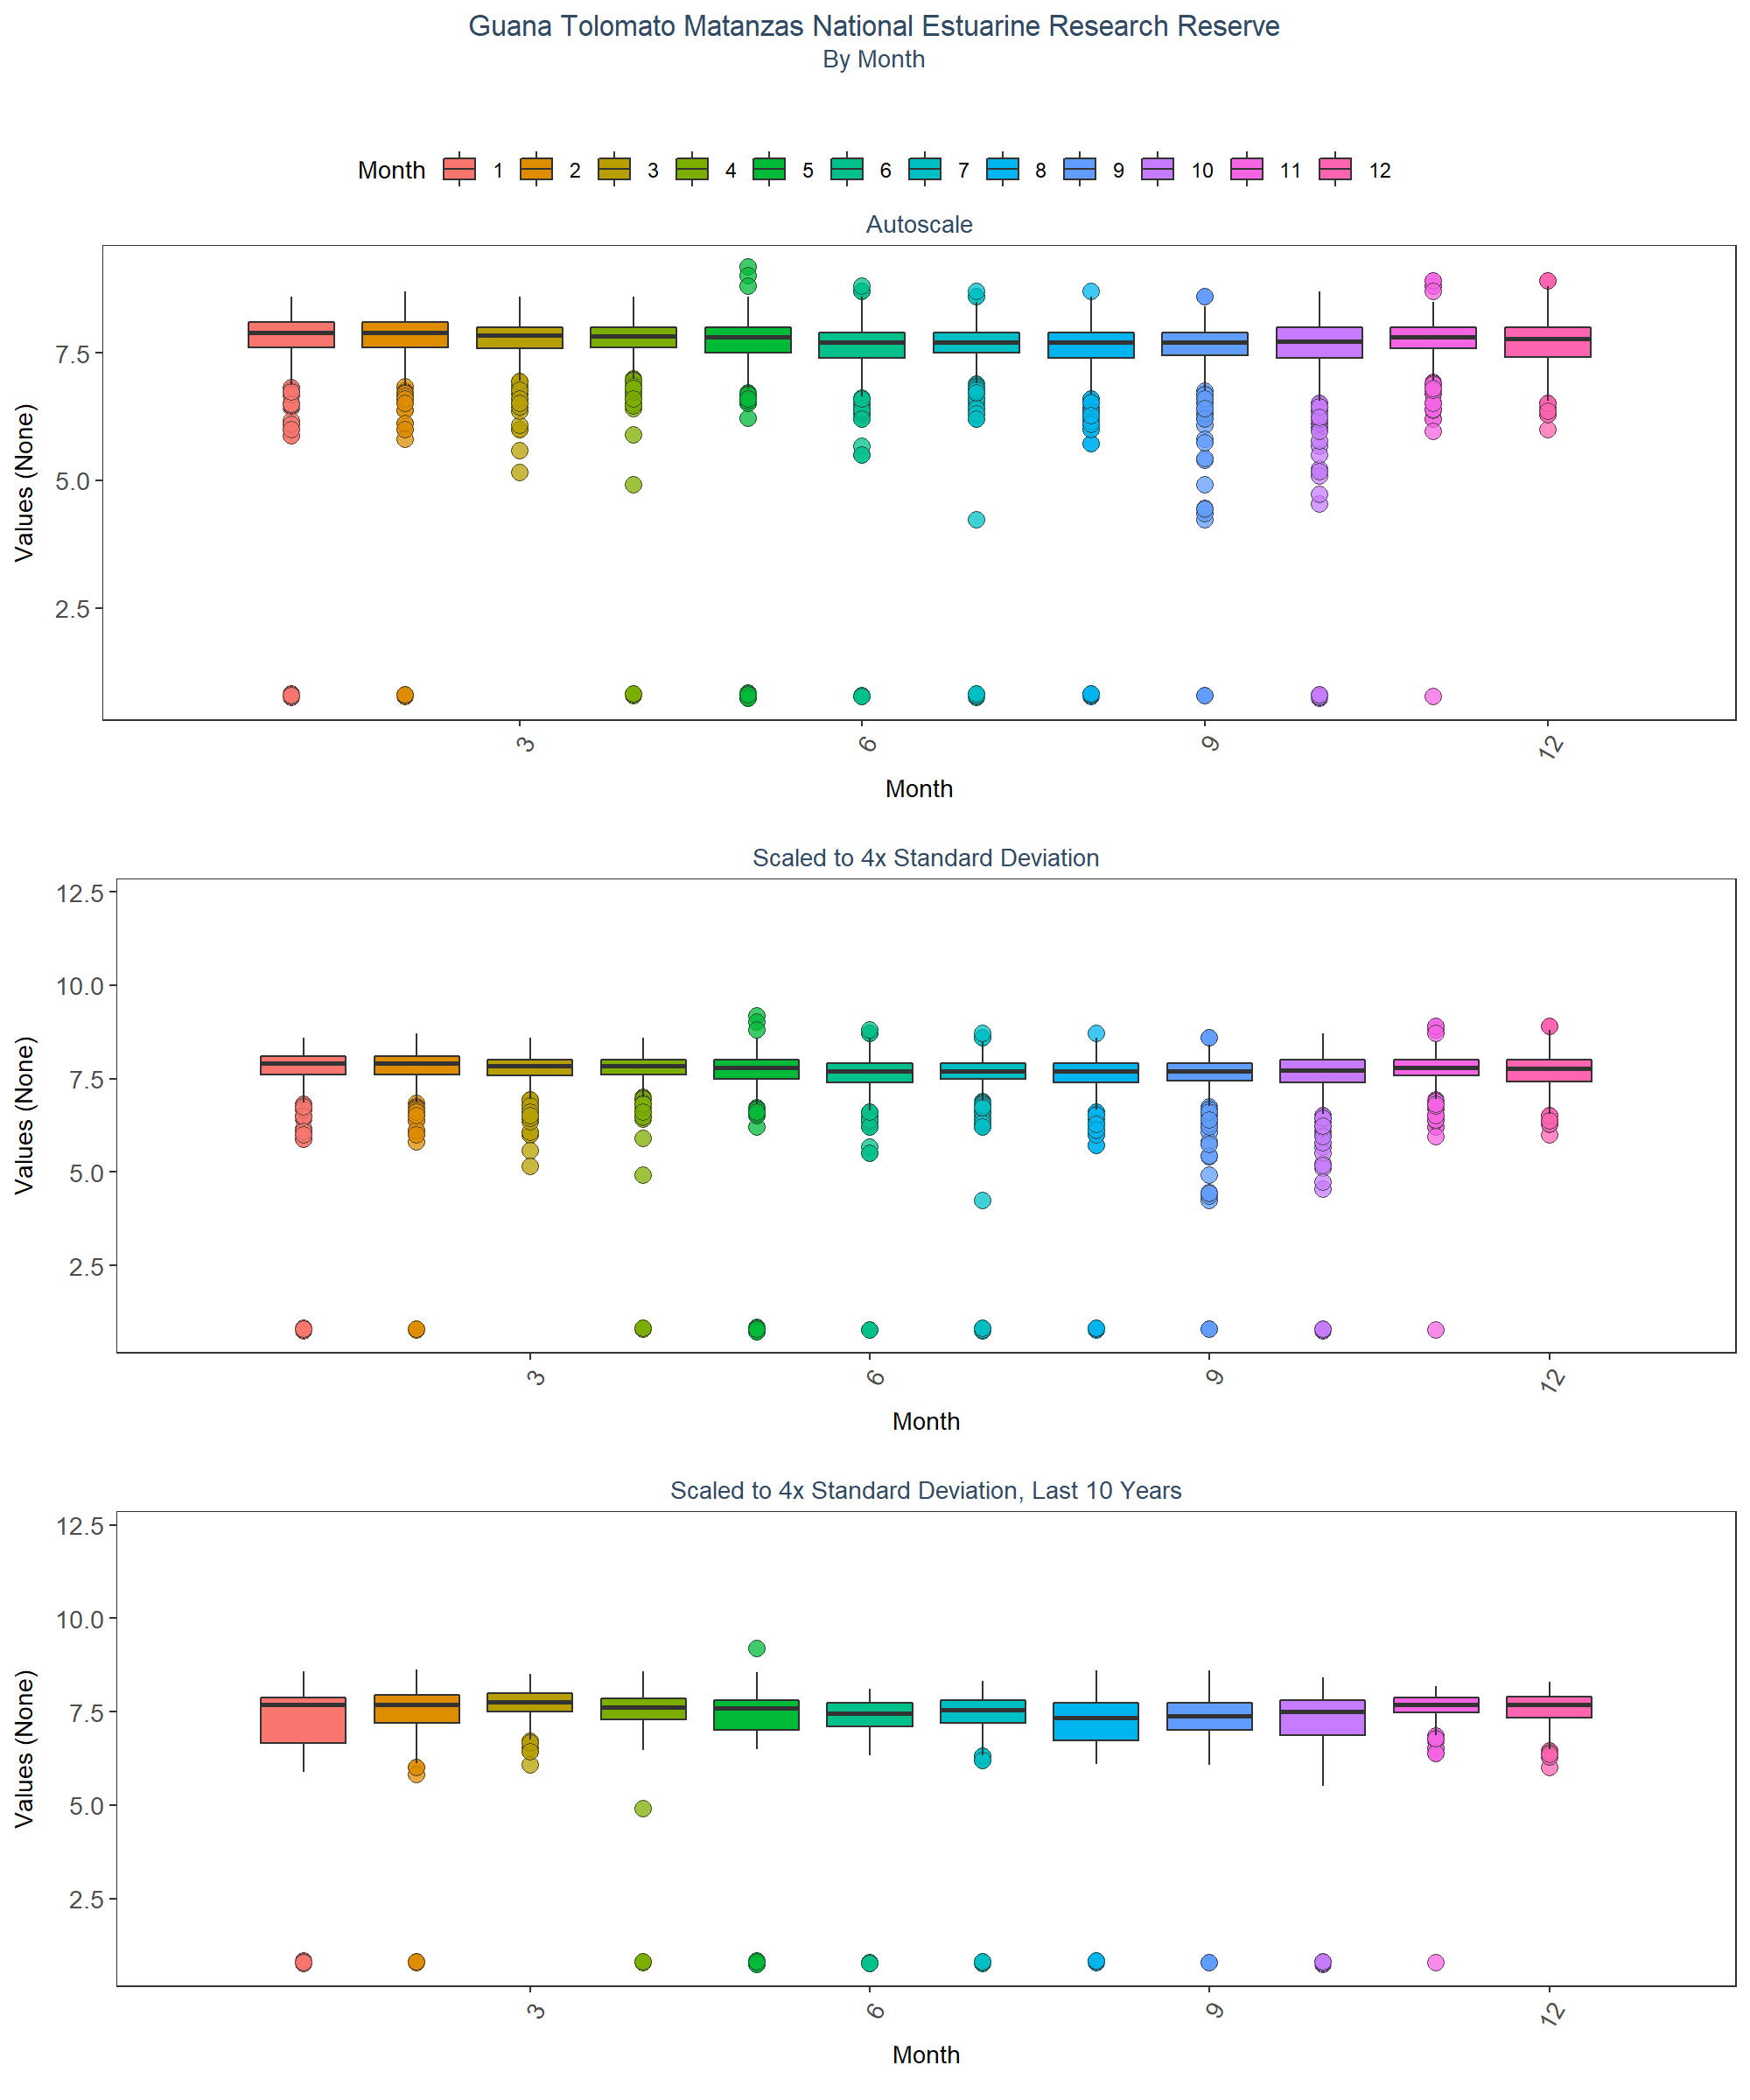 Guana Tolomato Matanzas National Estuarine Research Reserve
By Month
Month 1 2 3 4 5 6 7 8 9 10 11 12
Autoscale
Values (None)
7.5
5.0
2.5
3 6 9 12
Month
Scaled to 4x Standard Deviation
Values (None)
12.5
10.0
7.5
5.0
2.5
3 6 9 12
Month
Scaled to 4x Standard Deviation, Last 10 Years
Values (None)
12.5
10.0
7.5
5.0
2.5
3 6 9 12
Month